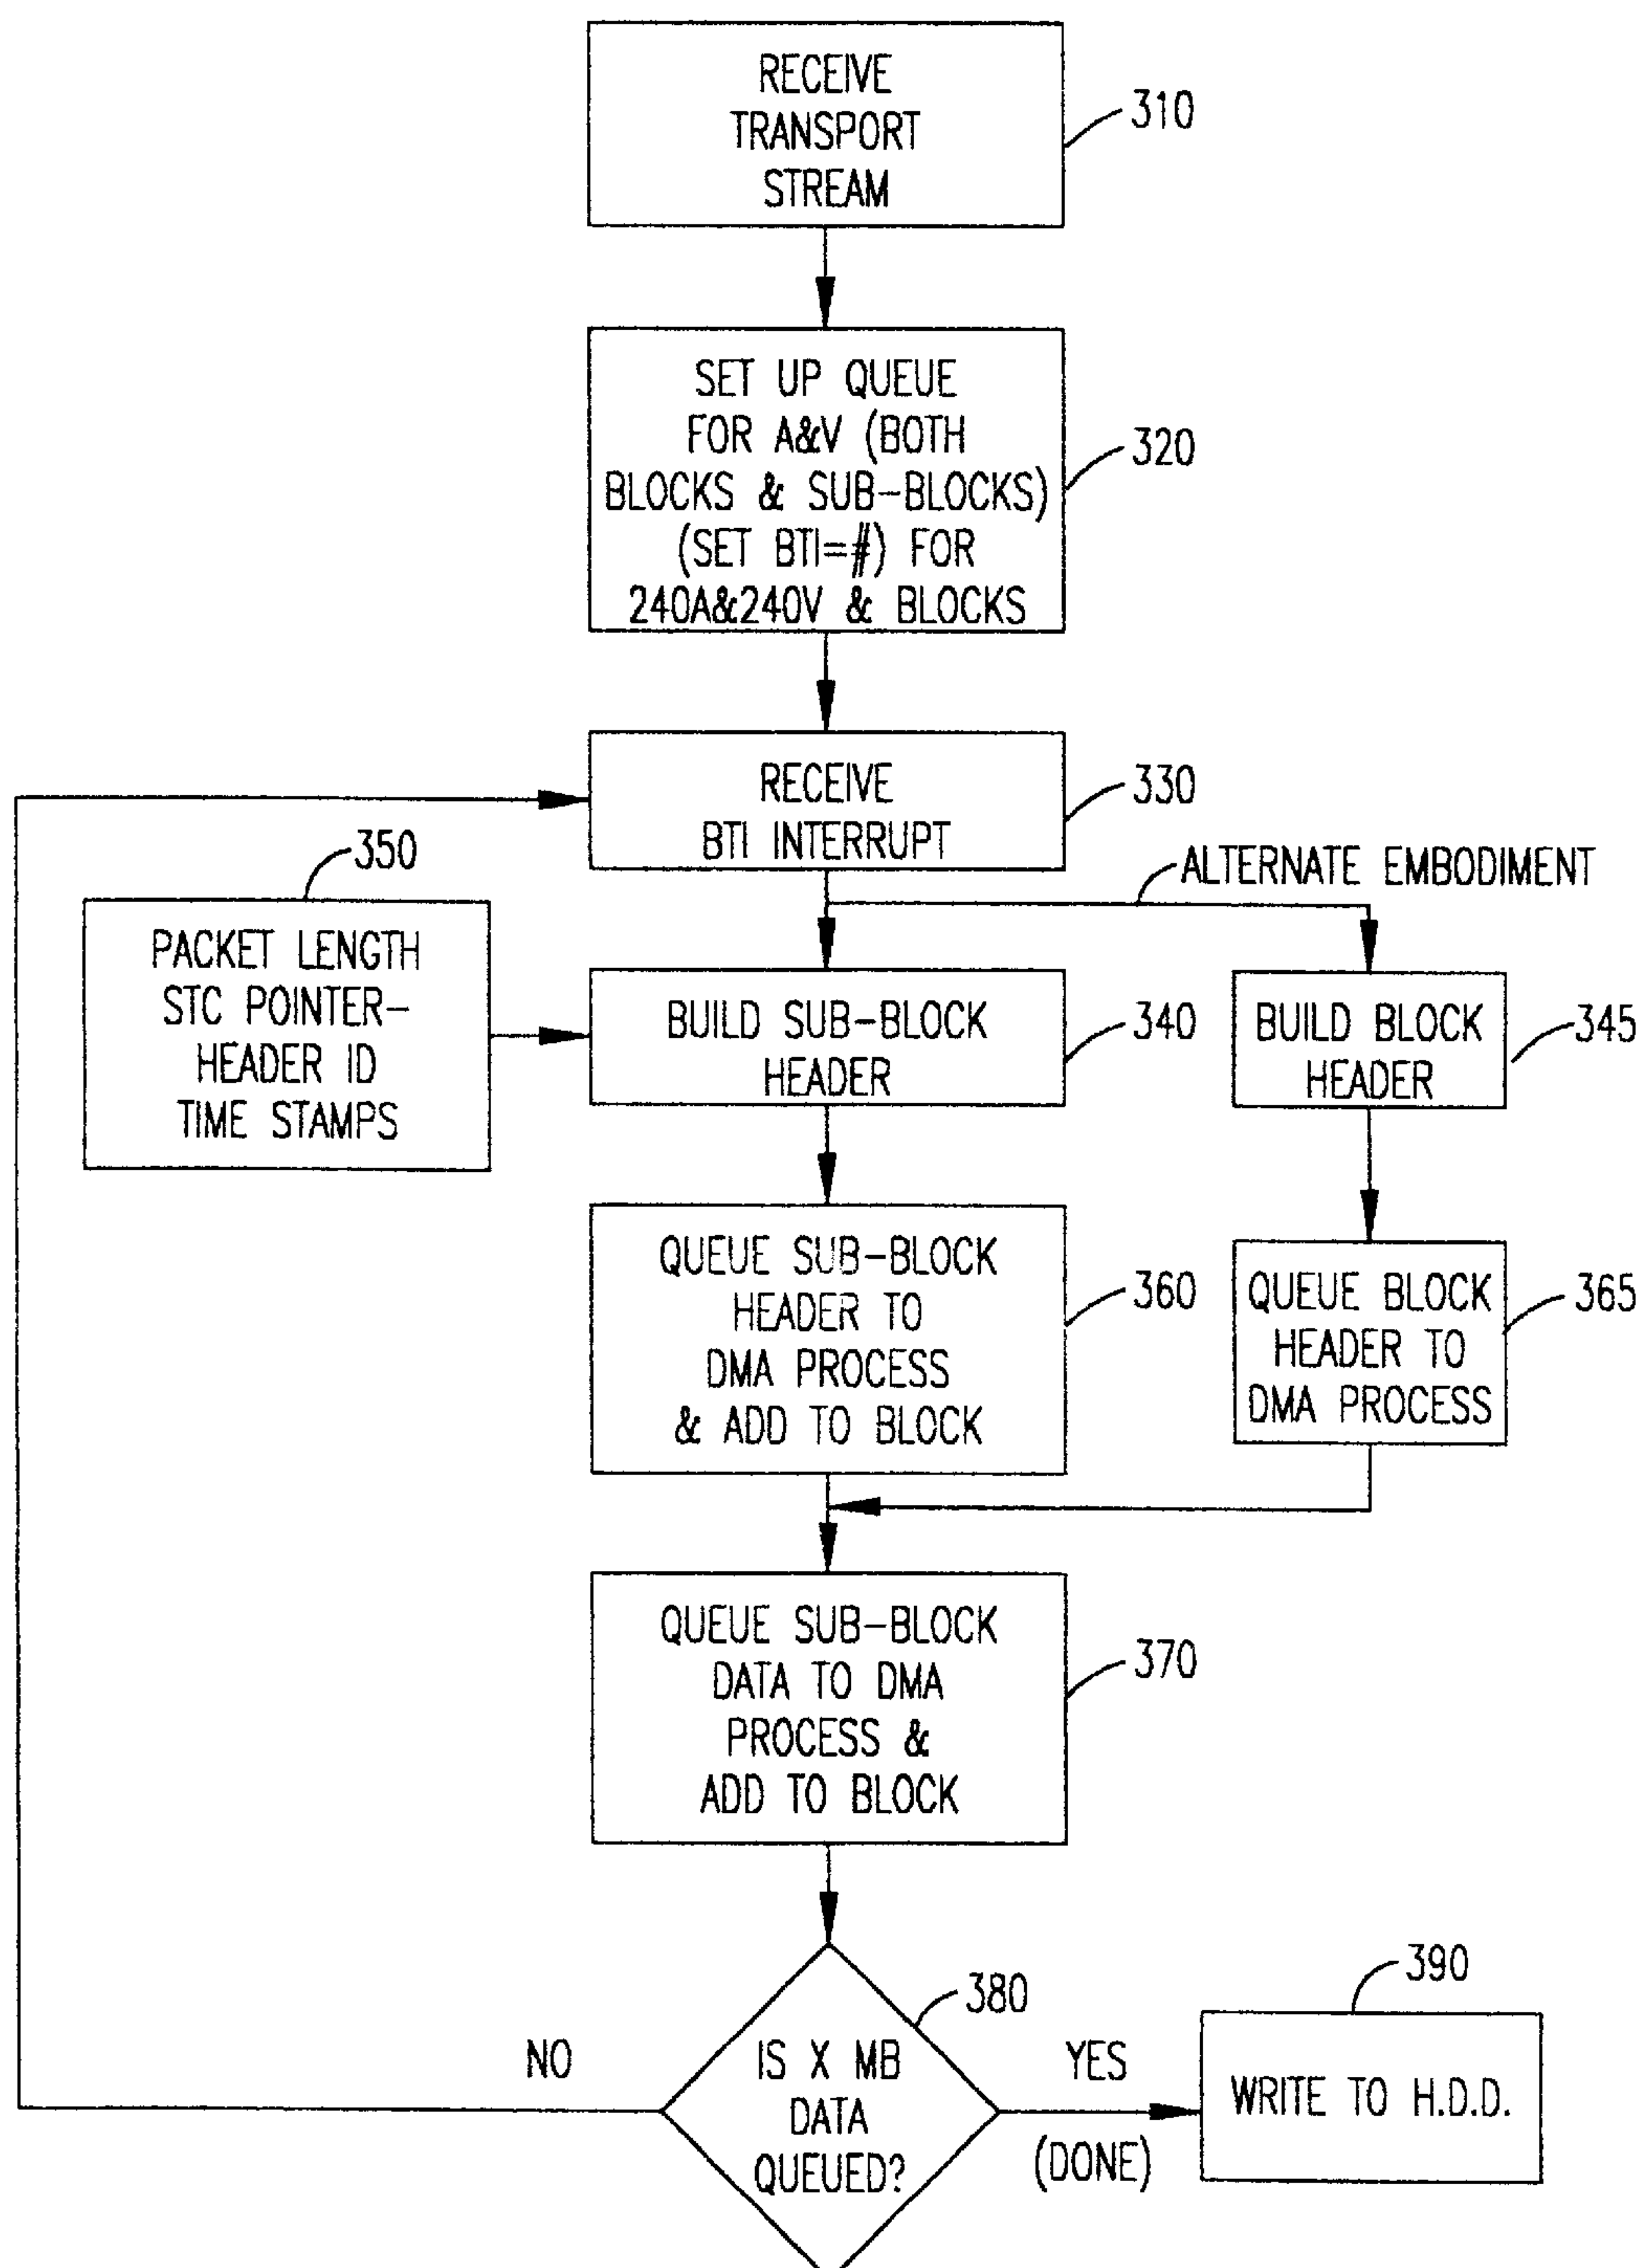 RECEIVE
TRANSPORT
STREAM
310
SET UP QUEUE
FOR A&V (BOTH
BLOCKS & SUB-BLOCKS)
(SET BTI=#) FOR
240A&240V & BLOCKS
320
RECEIVE
BTI INTERRUPT
330
ALTERNATE EMBODIMENT
350
PACKET LENGTH
STC POINTER-
HEADER ID
TIME STAMPS
BUILD SUB-BLOCK
HEADER
340
BUILD BLOCK
HEADER
345
QUEUE SUB-BLOCK
HEADER TO
DMA PROCESS
& ADD TO BLOCK
360
QUEUE BLOCK
HEADER TO
DMA PROCESS
365
QUEUE SUB-BLOCK
DATA TO DMA
PROCESS &
ADD TO BLOCK
370
IS X MB
DATA
QUEUED?
380
NO
YES
(DONE)
390
WRITE TO H.D.D.